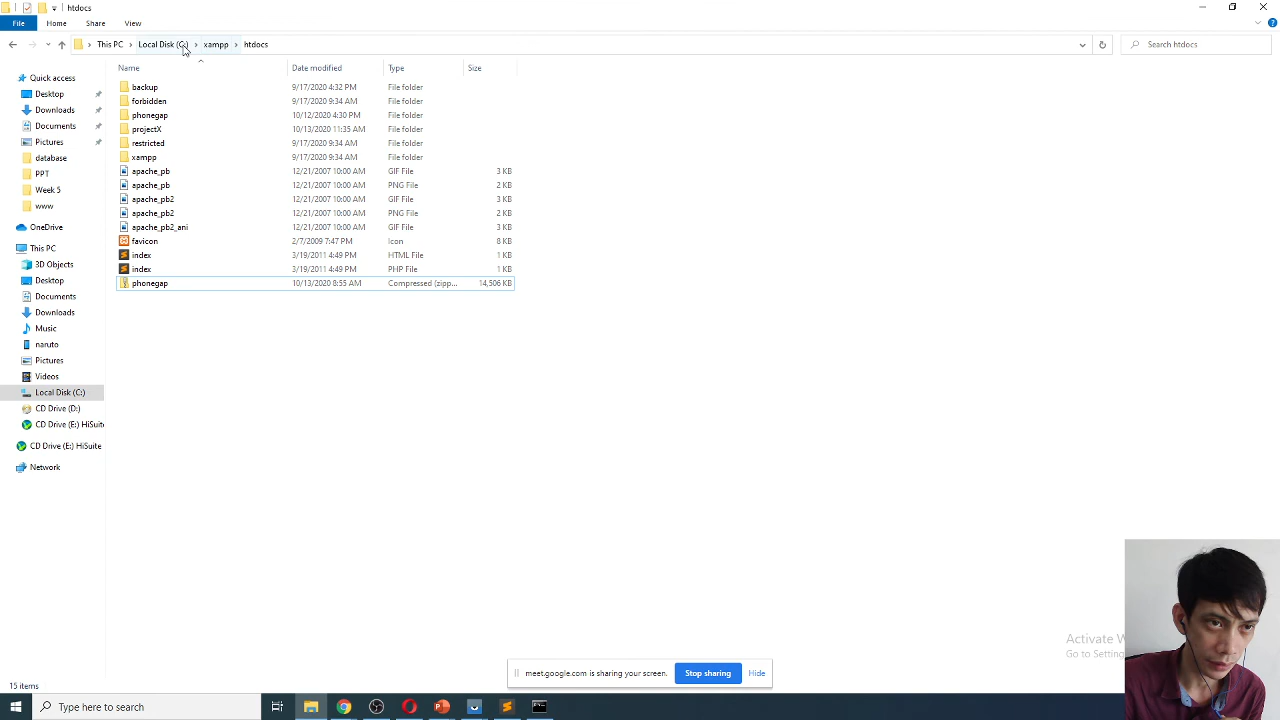 htdocs
File Home Share View
This PC Local Disk (C:) xampp htdocs Search htdocs
Name Date modified Type Size
Quick access
Desktop
Downloads
Documents
Pictures
database
PPT
Week 5
www
OneDrive
This PC
3D Objects
Desktop
Documents
Downloads
Music
naruto
Pictures
Videos
Local Disk (C:)
CD Drive (D:)
CD Drive (E:) HiSuite
CD Drive (E:) HiSuite
Network
backup 9/17/2020 4:32 PM File folder
forbidden 9/17/2020 9:34 AM File folder
phonegap 10/12/2020 4:30 PM File folder
projectX 10/13/2020 11:35 AM File folder
restricted 9/17/2020 9:34 AM File folder
xampp 9/17/2020 9:34 AM File folder
apache_pb 12/21/2007 10:00 AM GIF File 3 KB
apache_pb 12/21/2007 10:00 AM PNG File 2 KB
apache_pb2 12/21/2007 10:00 AM GIF File 3 KB
apache_pb2 12/21/2007 10:00 AM PNG File 2 KB
apache_pb2_ani 12/21/2007 10:00 AM GIF File 3 KB
favicon 2/7/2009 7:47 PM Icon 8 KB
index 3/19/2011 4:49 PM HTML File 1 KB
index 3/19/2011 4:49 PM PHP File 1 KB
phonegap 10/13/2020 8:55 AM Compressed (zipp... 14,506 KB
Activate W
Go to Setting
meet.google.com is sharing your screen. Stop sharing Hide
15 items
Type here to search